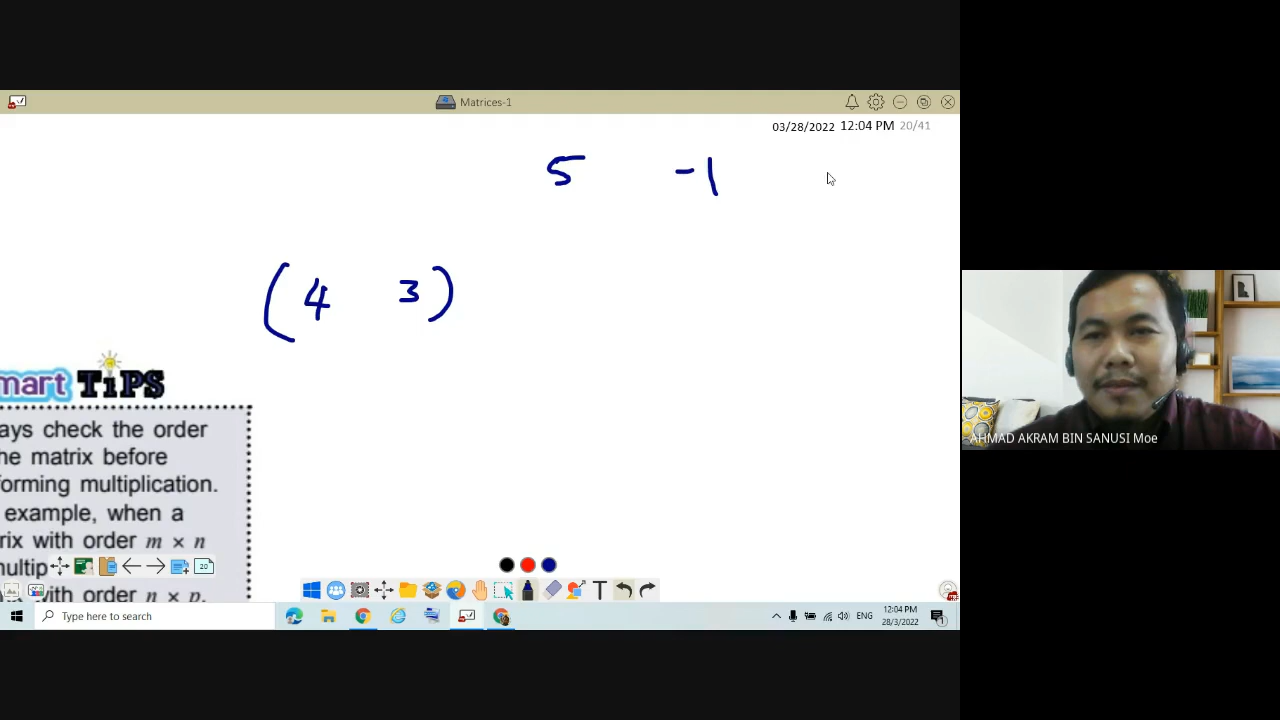 Matrices-1
03/28/2022 12:04 PM 20/41
5 -1
( 4 3 )
mart TiPS
ays check the order
he matrix before
forming multiplication.
example, when a
rix with order m × n
multip
with order n × p.
20
T
AHMAD AKRAM BIN SANUSI Moe
Type here to search
ENG
12:04 PM
28/3/2022
1